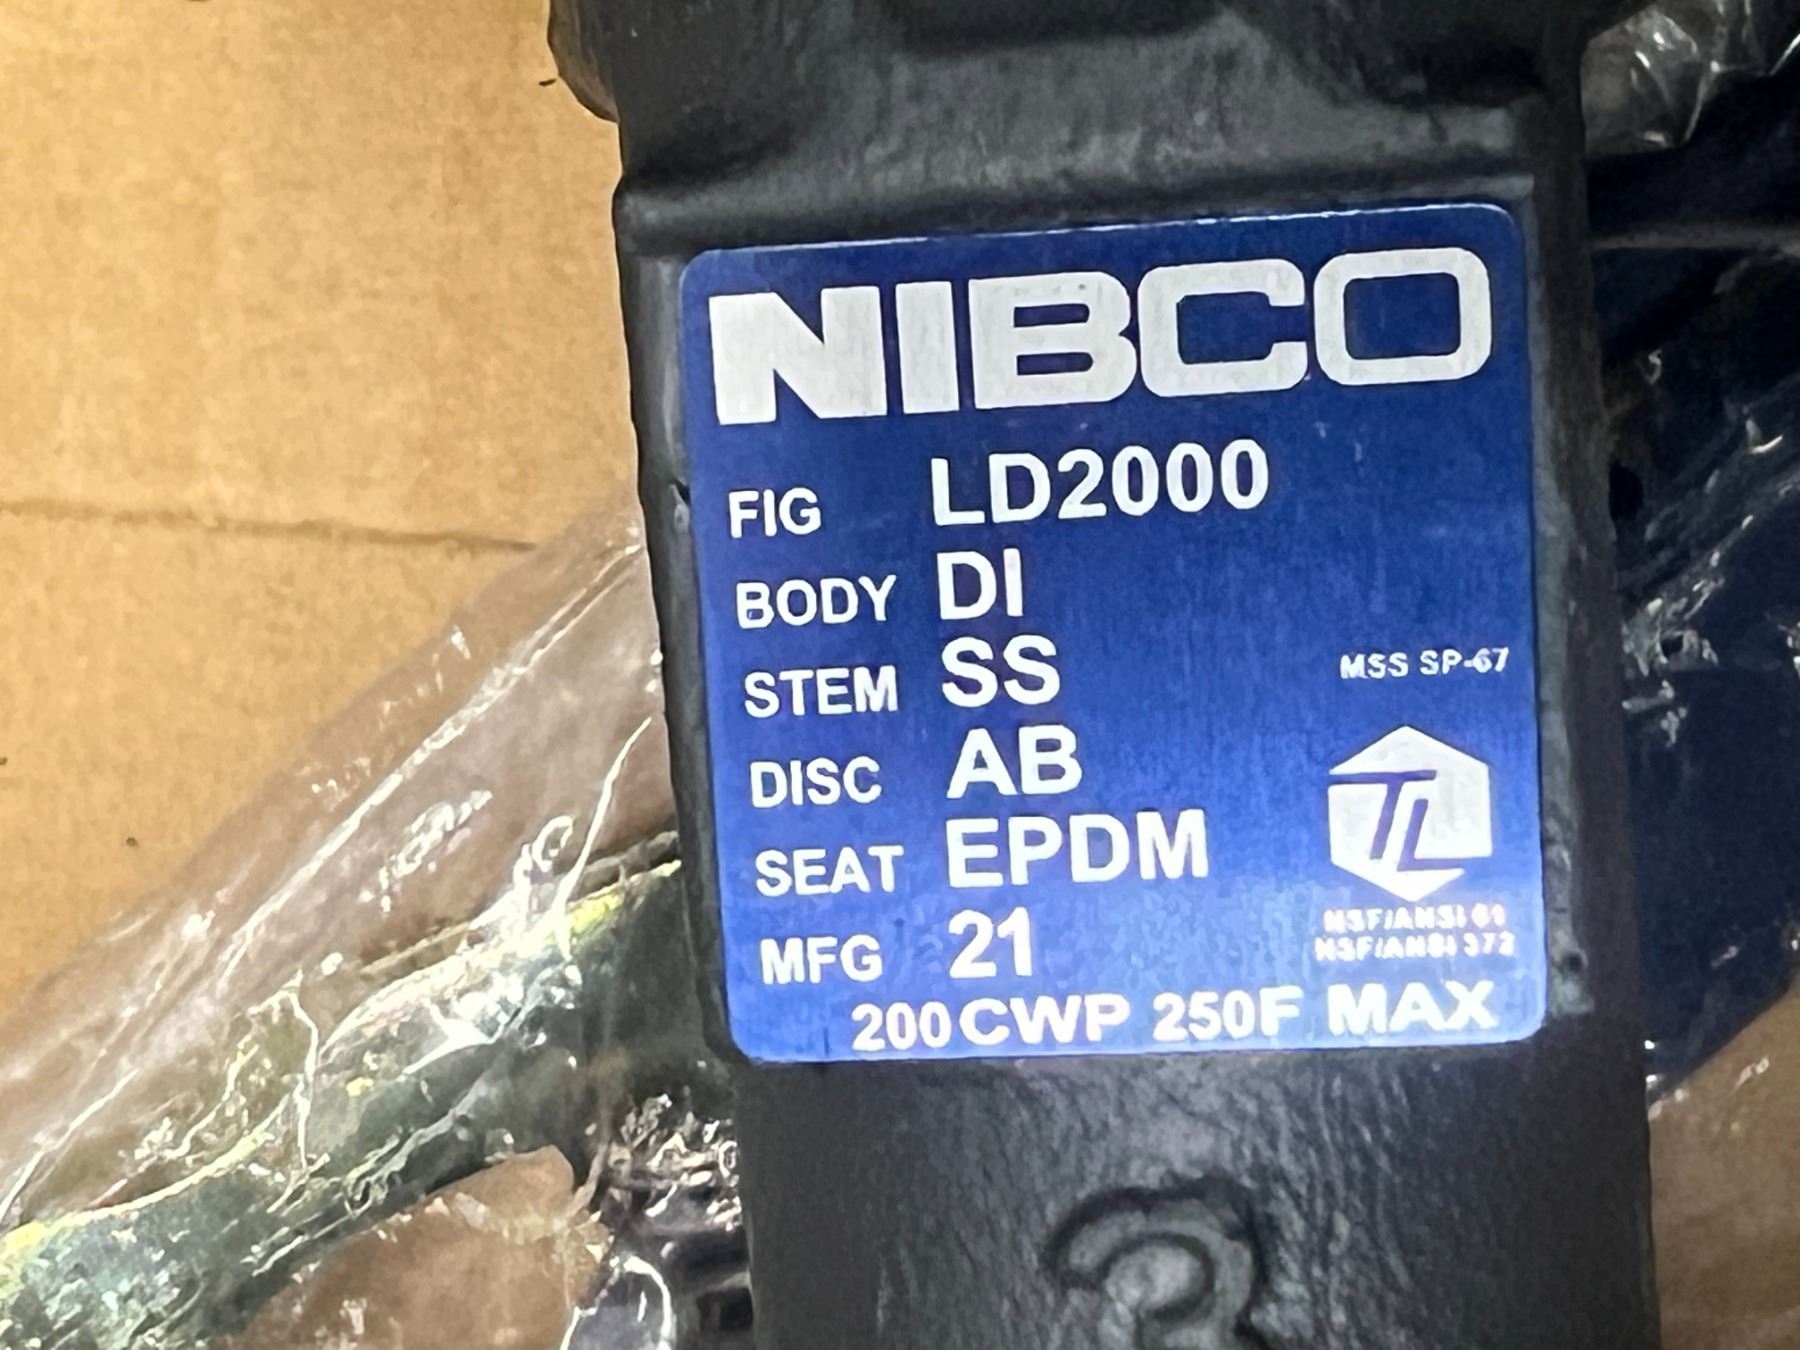 NIBCO
FIG LD2000
BODY DI
STEM SS
MSS SP-67
DISC AB
TL
SEAT EPDM
NSF/ANSI 61
MFG 21
NSF/ANSI 372
200 CWP 250F MAX